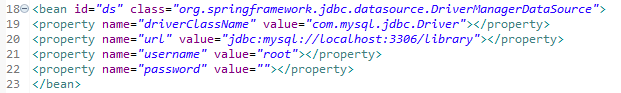 18 <bean id="ds" class="org.springframework.jdbc.datasource.DriverManagerDataSource">
19 <property name="driverClassName" value="com.mysql.jdbc.Driver"></property>
20 <property name="url" value="jdbc:mysql://localhost:3306/library"></property>
21 <property name="username" value="root"></property>
22 <property name="password" value=""></property>
23 </bean>